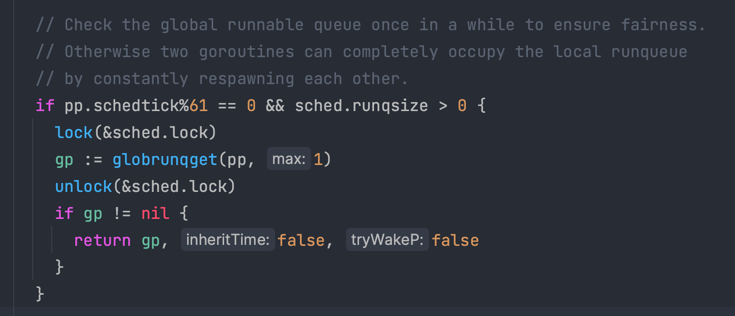 // Check the global runnable queue once in a while to ensure fairness.
// Otherwise two goroutines can completely occupy the local runqueue
// by constantly respawning each other.
if pp.schedtick%61 == 0 && sched.runqsize > 0 {
lock(&sched.lock)
gp := globrunqget(pp, max: 1)
unlock(&sched.lock)
if gp != nil {
return gp, inheritTime: false, tryWakeP: false
}
}